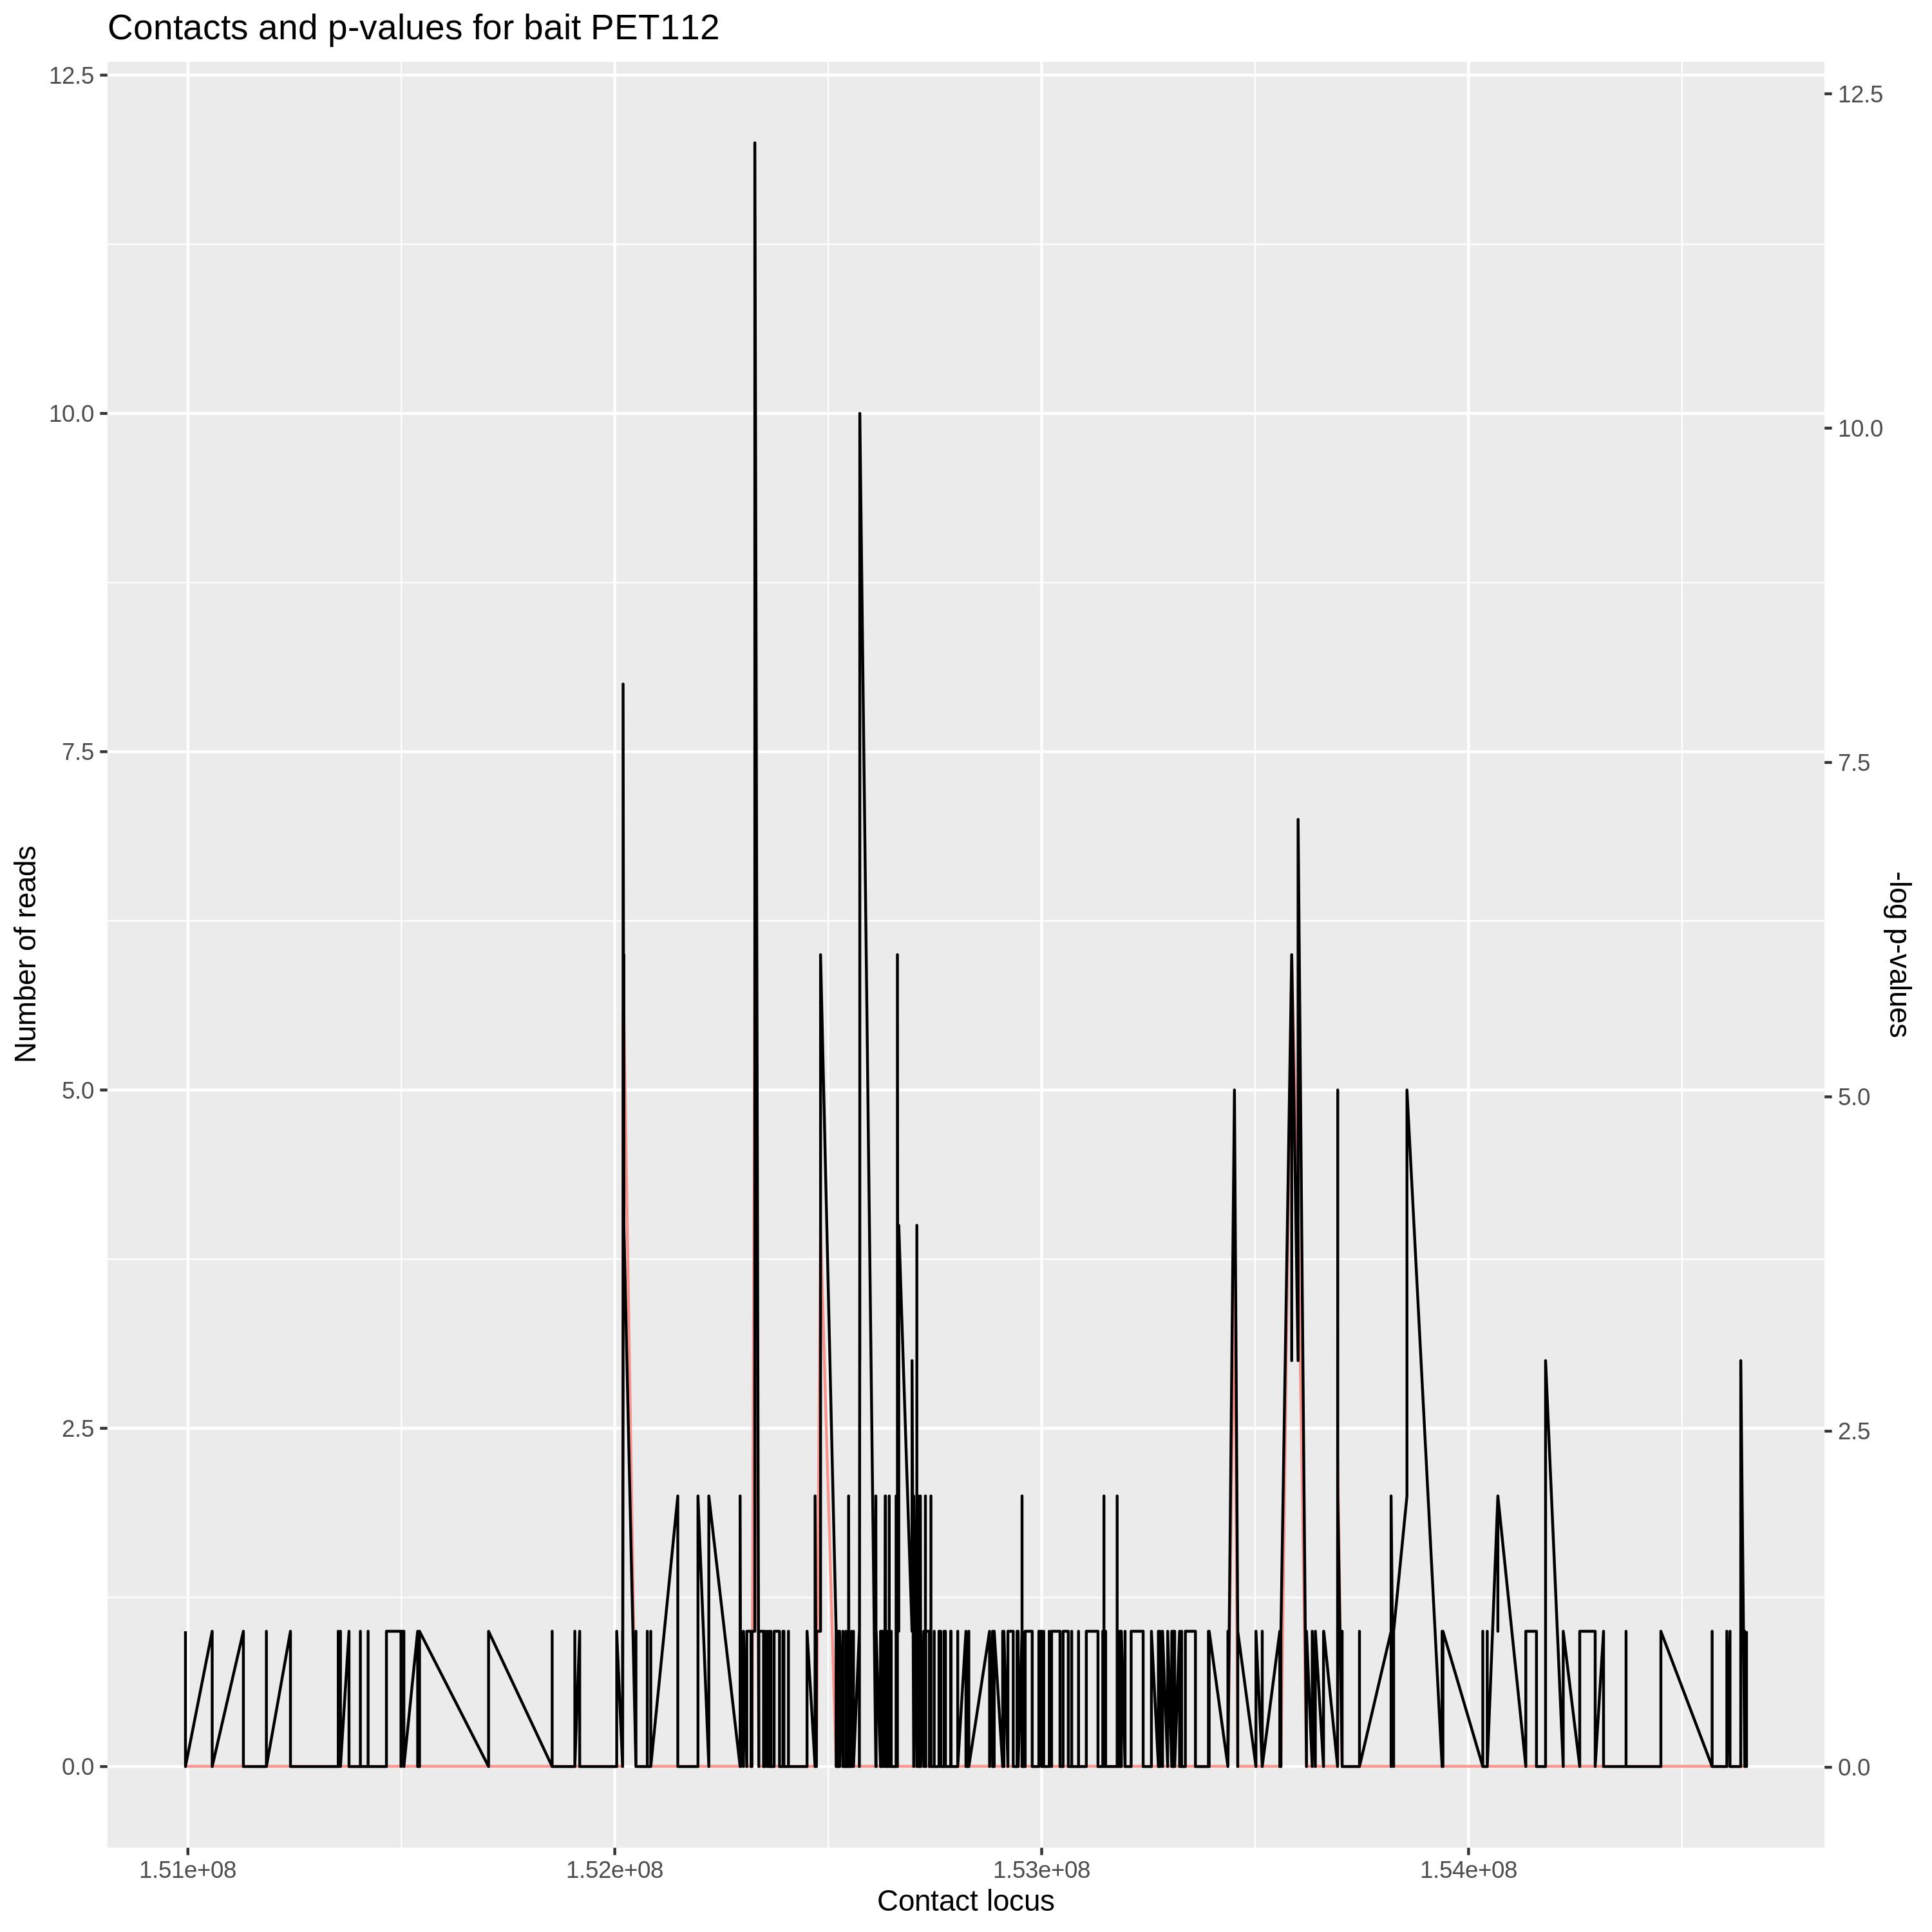 Contacts and p-values for bait PET112
12.5
10.0
7.5
5.0
2.5
0.0
Number of reads
12.5
10.0
7.5
5.0
2.5
0.0
-log p-values
1.51e+08
1.52e+08
1.53e+08
1.54e+08
Contact locus